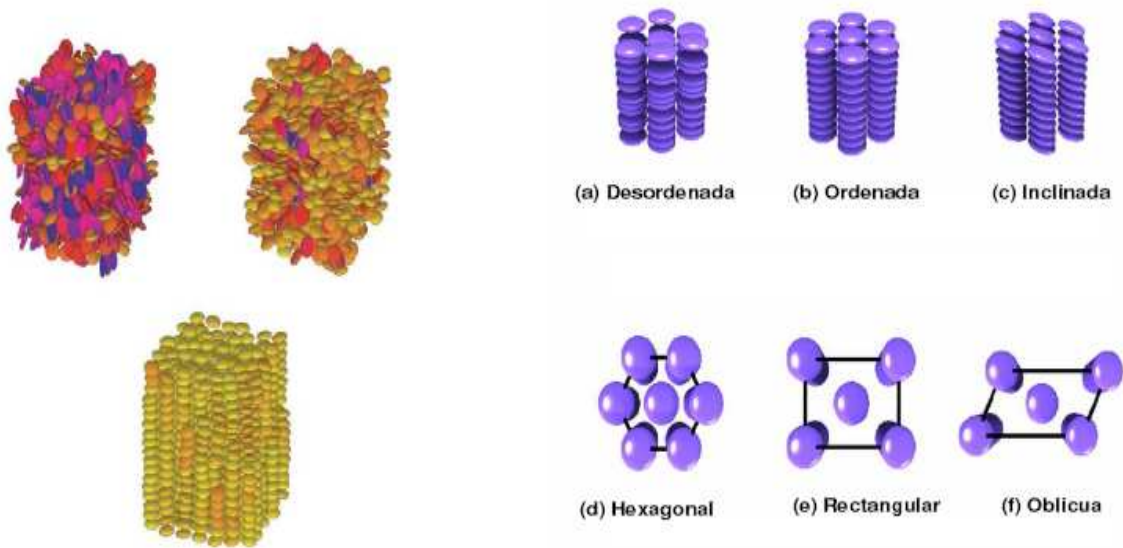 (a) Desordenada (b) Ordenada (c) Inclinada
(d) Hexagonal (e) Rectangular (f) Oblicua